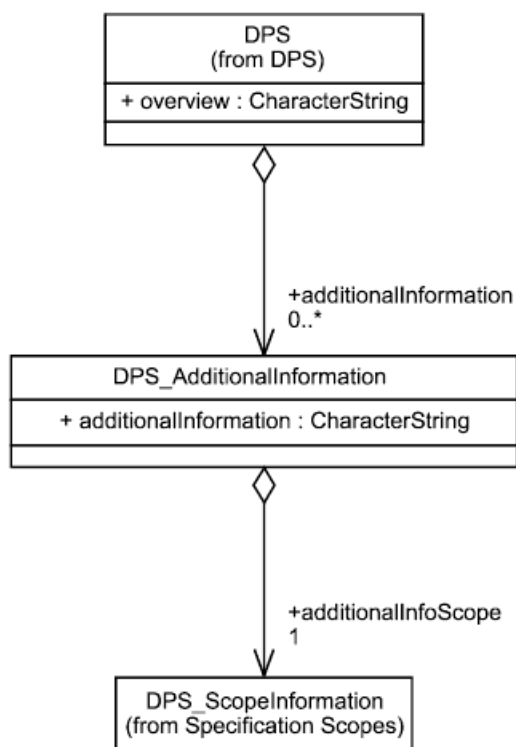 DPS
(from DPS)
+ overview : CharacterString
+additionalInformation
0..*
DPS_AdditionalInformation
+ additionalInformation : CharacterString
+additionalInfoScope
1
DPS_ScopeInformation
(from Specification Scopes)